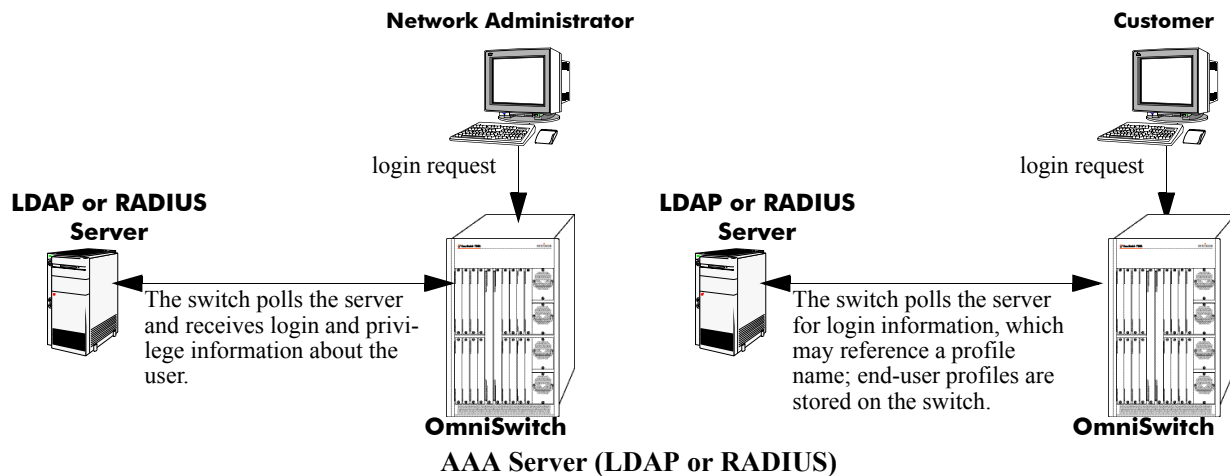 Network Administrator
login request
LDAP or RADIUS
Server
The switch polls the server
and receives login and privi-
lege information about the
user.
OmniSwitch
Customer
login request
LDAP or RADIUS
Server
The switch polls the server
for login information, which
may reference a profile
name; end-user profiles are
stored on the switch.
OmniSwitch
AAA Server (LDAP or RADIUS)